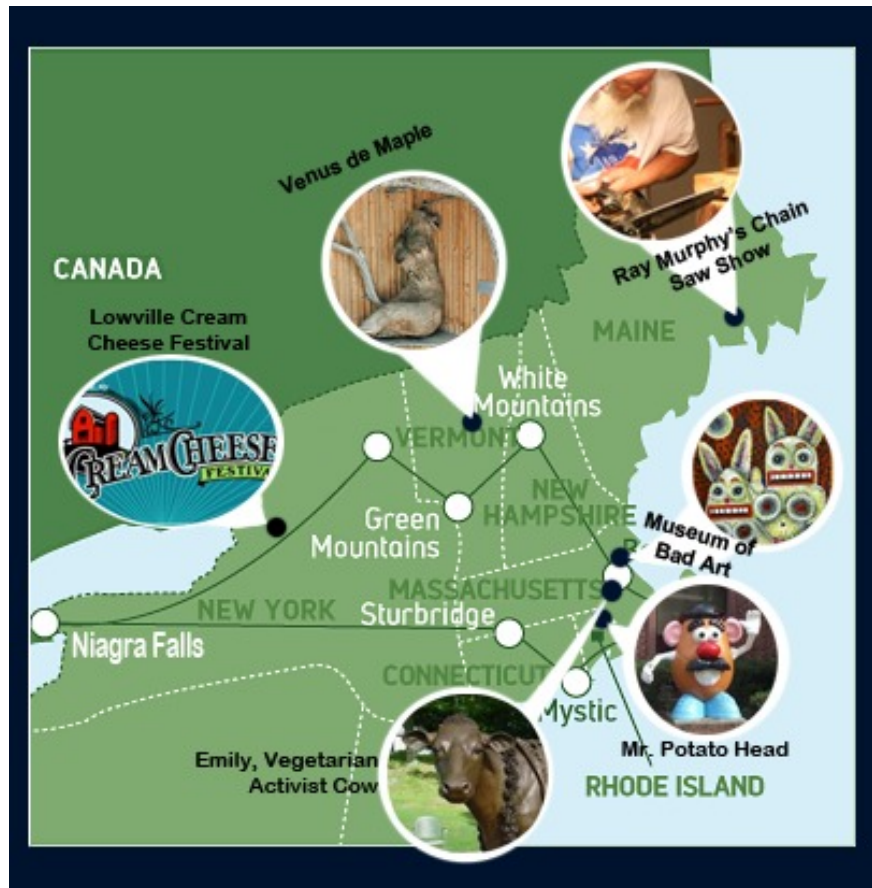 Venus de Maple
Ray Murphy's Chain
Saw Show
CANADA
Lowville Cream
Cheese Festival
MAINE
White
Mountains
CREAM CHEESE
FESTIVAL
VERMONT
NEW
HAMPSHIRE
Green
Mountains
Museum of
Bad Art
MASSACHUSETTS
NEW YORK
Sturbridge
Niagra Falls
CONNECTICUT
Mystic
Mr. Potato Head
Emily, Vegetarian
Activist Cow
RHODE ISLAND